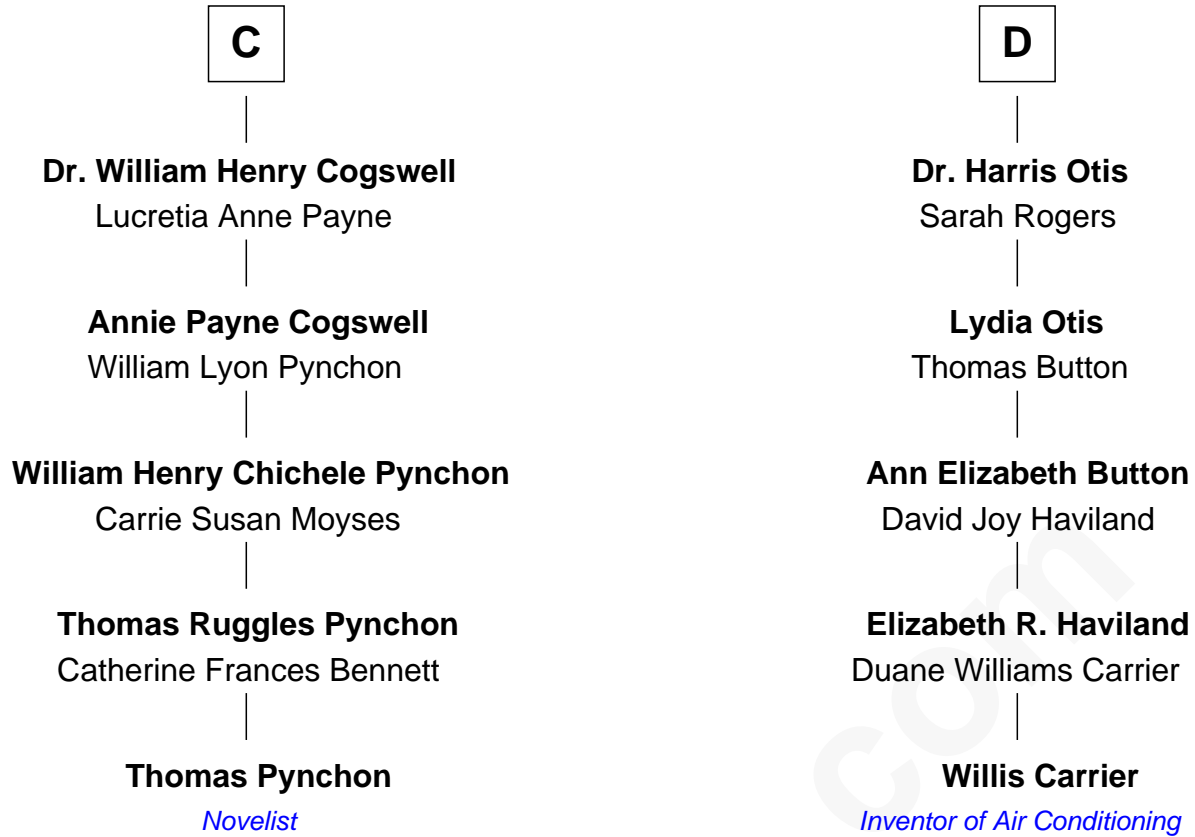 C
Dr. William Henry Cogswell
Lucretia Anne Payne
Annie Payne Cogswell
William Lyon Pynchon
William Henry Chichele Pynchon
Carrie Susan Moyses
Thomas Ruggles Pynchon
Catherine Frances Bennett
Thomas Pynchon
Novelist
D
Dr. Harris Otis
Sarah Rogers
Lydia Otis
Thomas Button
Ann Elizabeth Button
David Joy Haviland
Elizabeth R. Haviland
Duane Williams Carrier
Willis Carrier
Inventor of Air Conditioning
com